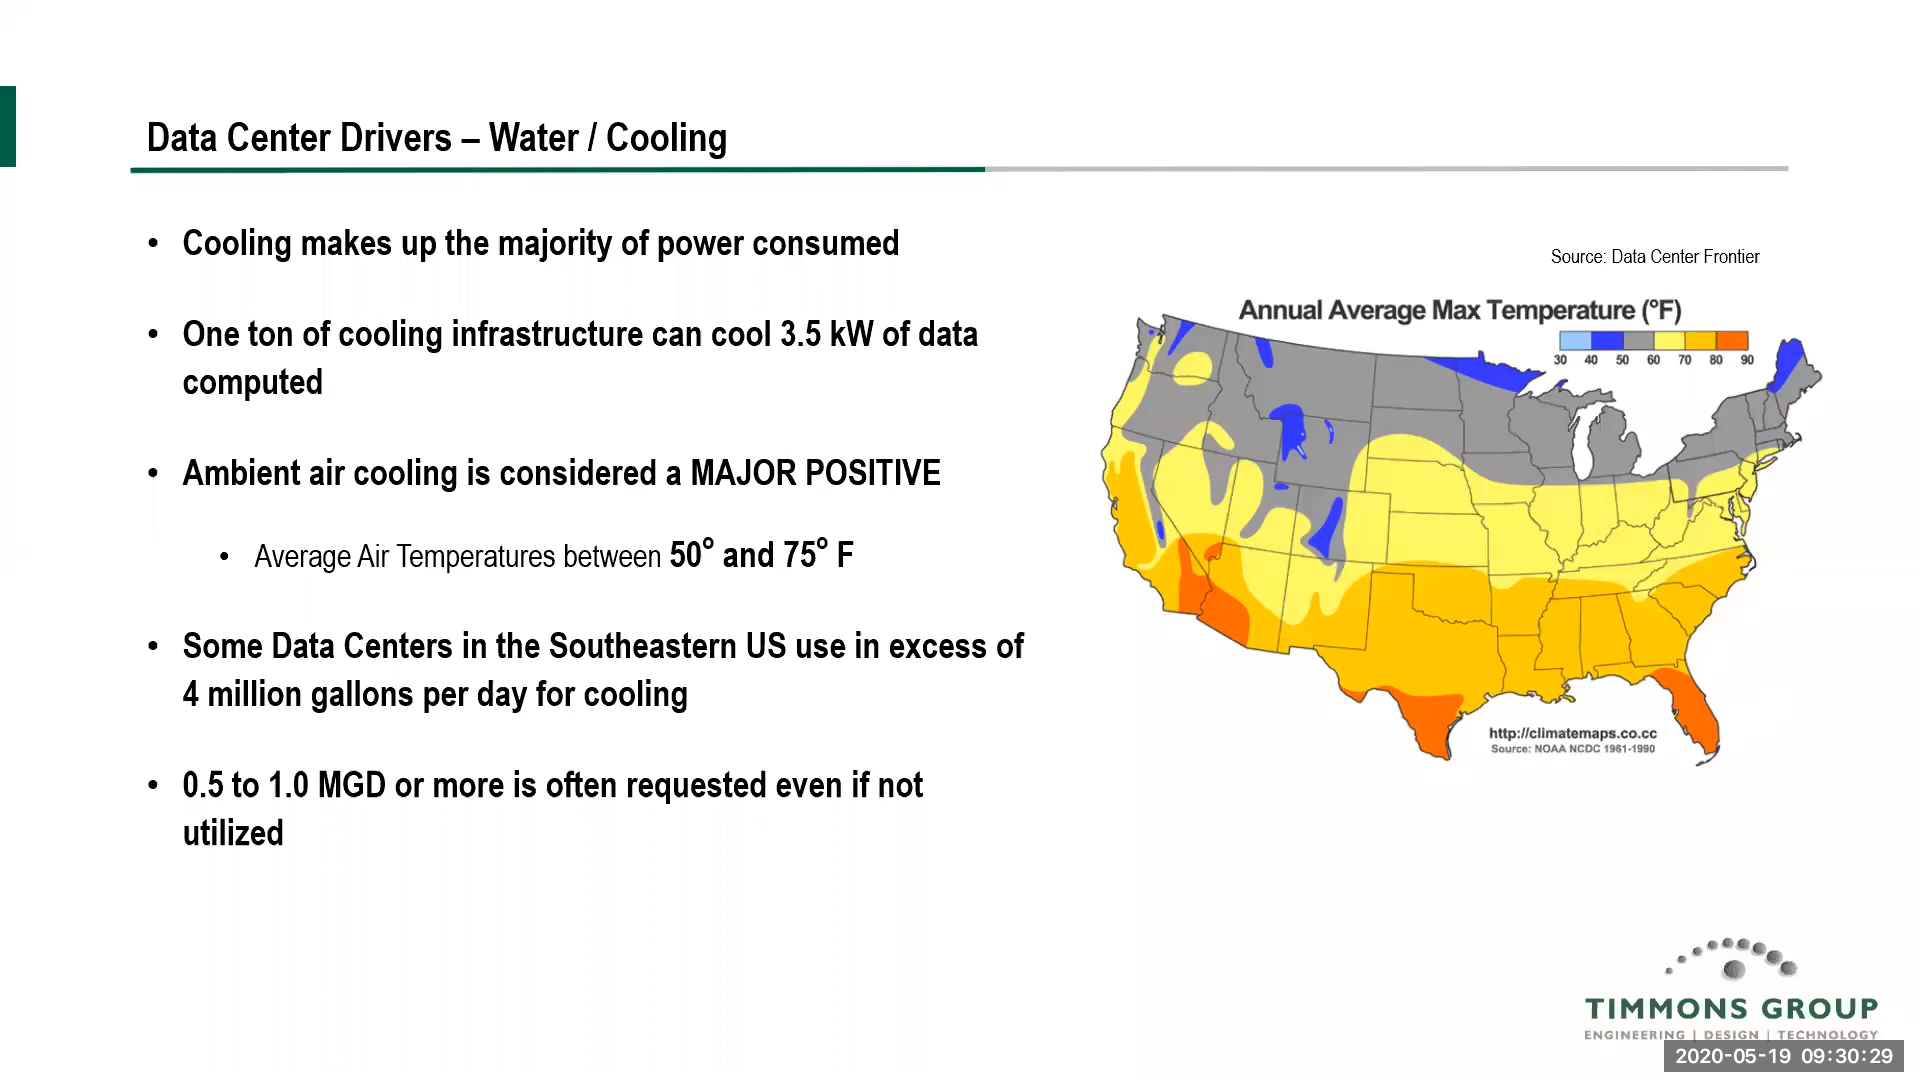 Data Center Drivers – Water / Cooling
• Cooling makes up the majority of power consumed
• One ton of cooling infrastructure can cool 3.5 kW of data
computed
• Ambient air cooling is considered a MAJOR POSITIVE
• Average Air Temperatures between 50° and 75° F
• Some Data Centers in the Southeastern US use in excess of
4 million gallons per day for cooling
• 0.5 to 1.0 MGD or more is often requested even if not
utilized
Source: Data Center Frontier
Annual Average Max Temperature (°F)
30 40 50 60 70 80 90
http://climatemaps.co.cc
Source: NOAA NCDC 1961-1990
TIMMONS GROUP
ENGINEERING | DESIGN | TECHNOLOGY
2020-05-19 09:30:29